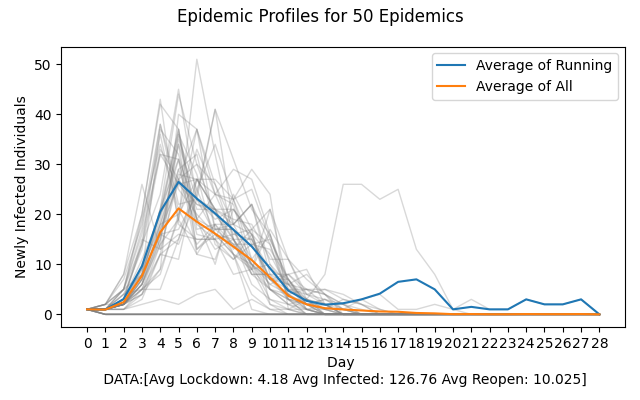 Epidemic Profiles for 50 Epidemics
Average of Running
Average of All
Newly Infected Individuals
50
40
30
20
10
0
0 1 2 3 4 5 6 7 8 9 10 11 12 13 14 15 16 17 18 19 20 21 22 23 24 25 26 27 28
Day
DATA:[Avg Lockdown: 4.18 Avg Infected: 126.76 Avg Reopen: 10.025]